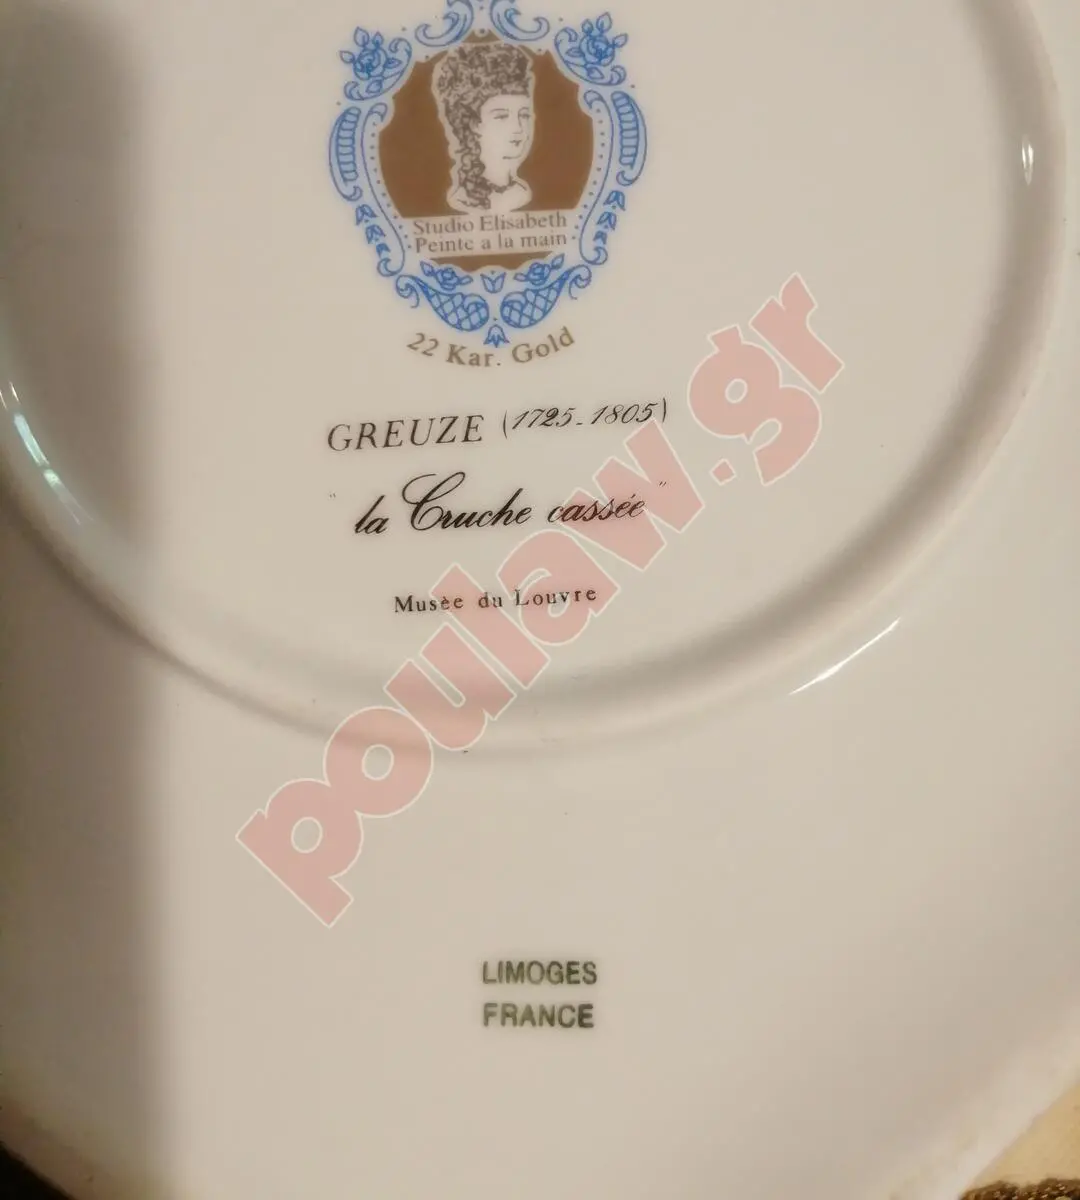 Studio Elisabeth
Peinte a la main
22 Kar. Gold
GREUZE (1725-1805)
"la Cruche cassée"
Musèe du Louvre
poulaw.gr
LIMOGES
FRANCE